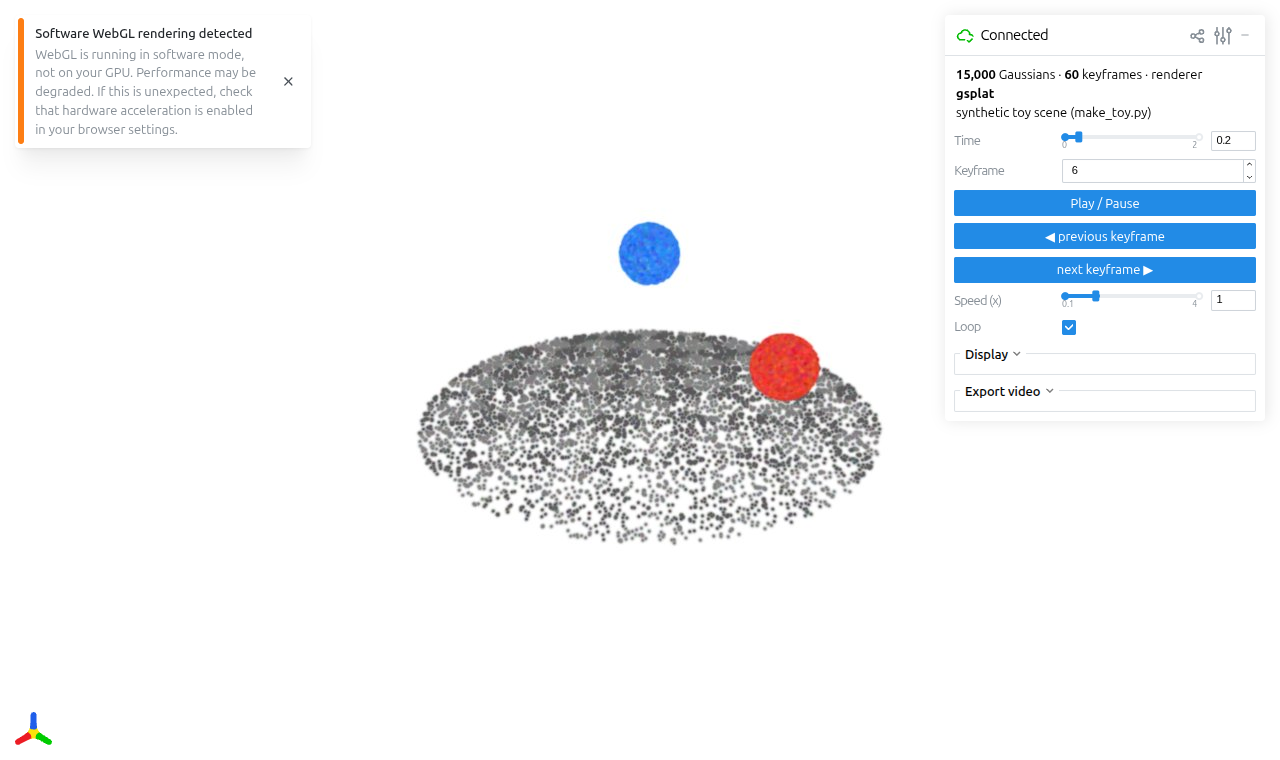 Software WebGL rendering detected
WebGL is running in software mode,
not on your GPU. Performance may be
degraded. If this is unexpected, check
that hardware acceleration is enabled
in your browser settings.
Connected
15,000 Gaussians · 60 keyframes · renderer
gsplat
synthetic toy scene (make_toy.py)
Time
0
2
0.2
Keyframe
6
Play / Pause
◀ previous keyframe
next keyframe ▶
Speed (x)
0.1
4
1
Loop
Display
Export video